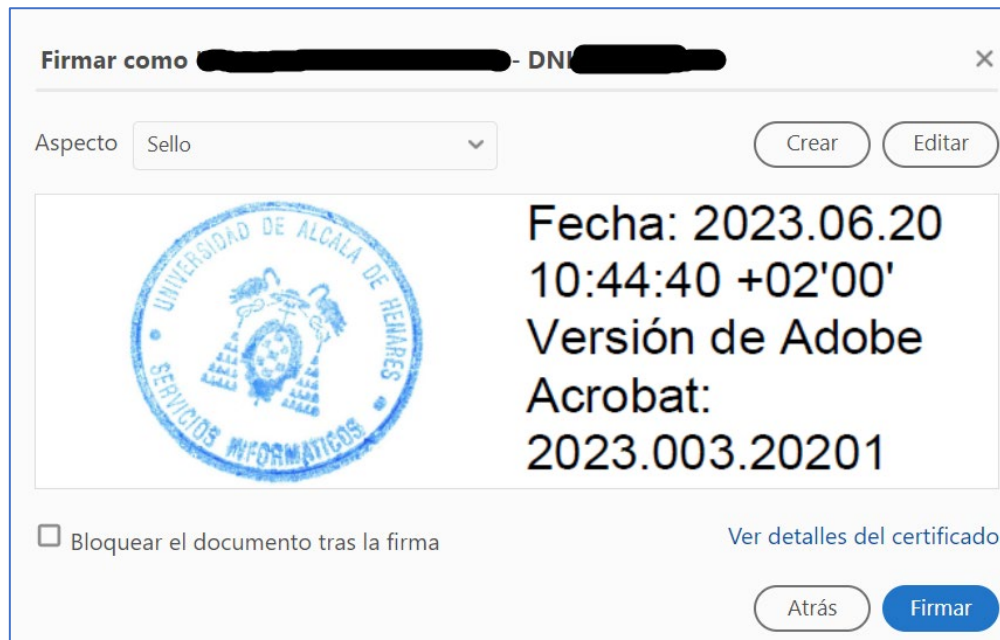 Firmar como - DNI
Aspecto Sello Crear Editar
UNIVERSIDAD DE ALCALA DE HENARES
SERVICIOS INFORMATICOS
Fecha: 2023.06.20
10:44:40 +02'00'
Versión de Adobe
Acrobat:
2023.003.20201
Bloquear el documento tras la firma
Ver detalles del certificado
Atrás Firmar